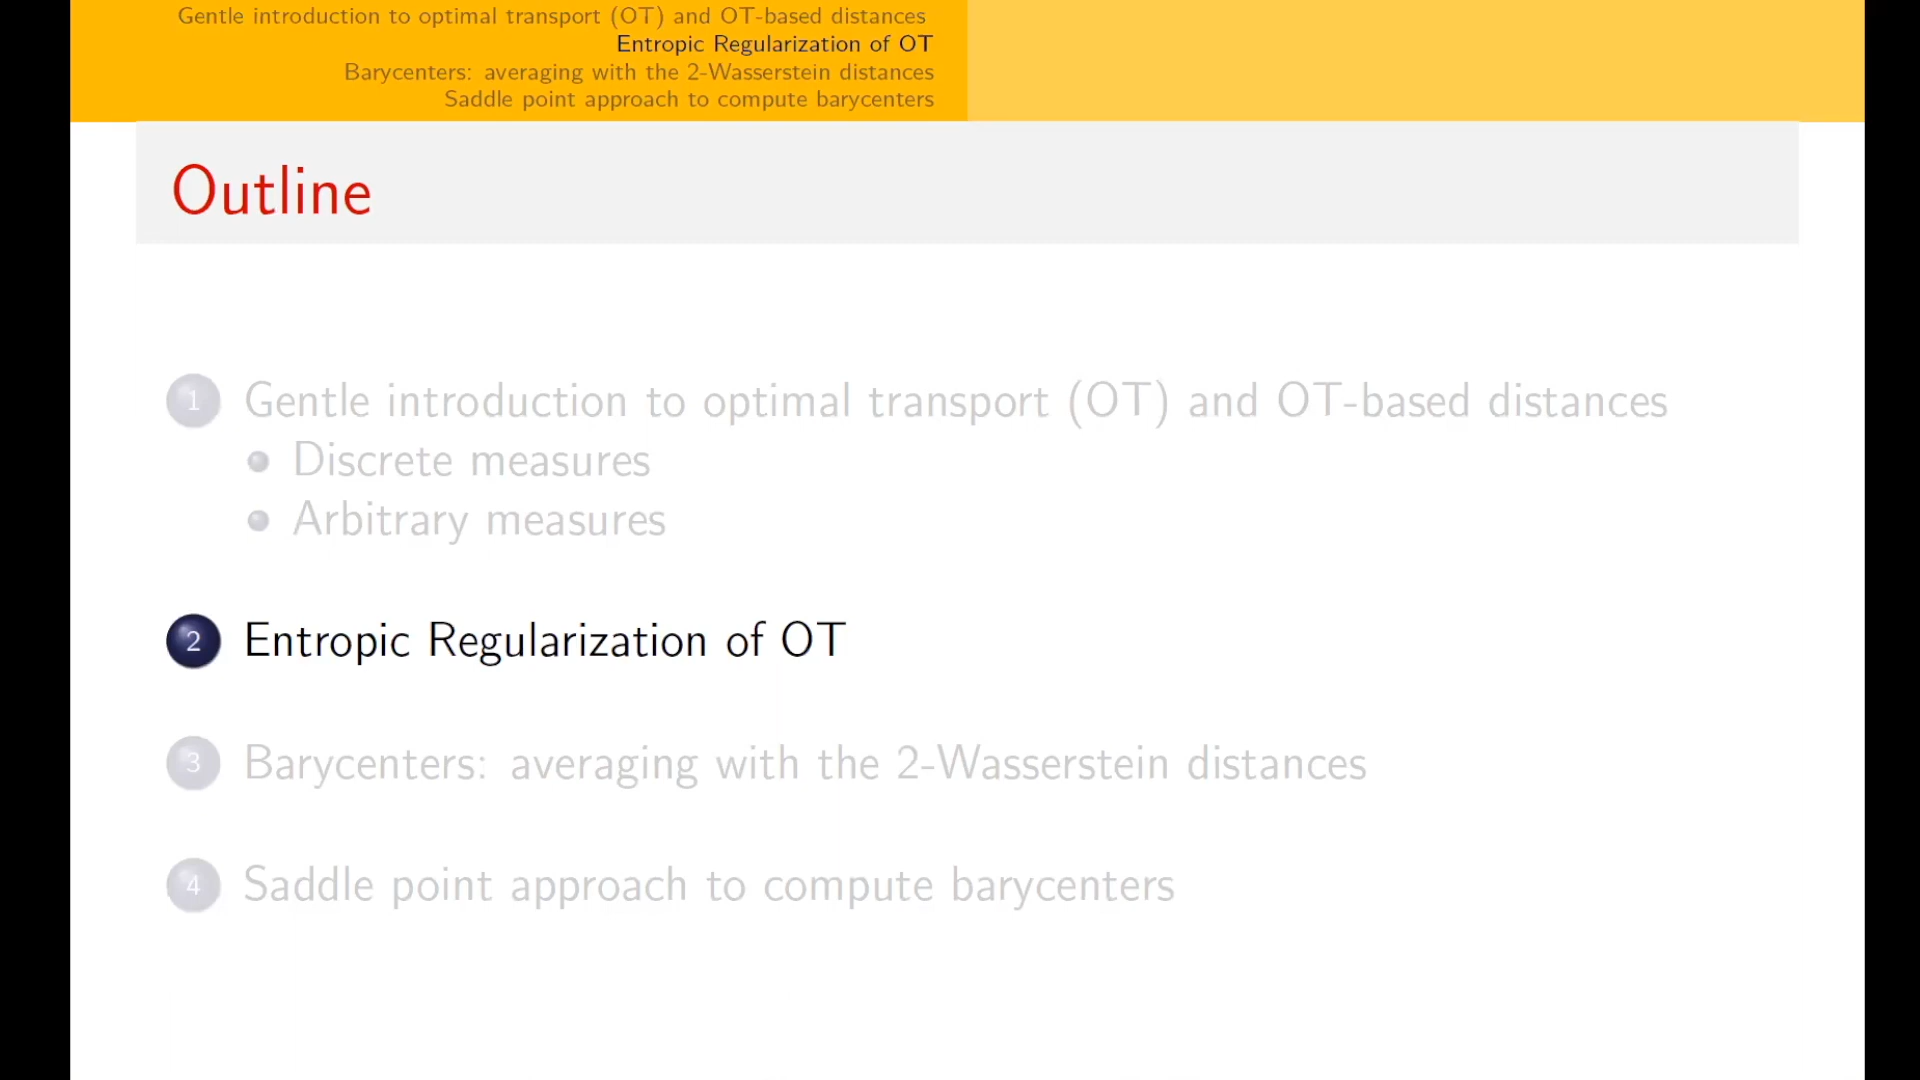 Gentle introduction to optimal transport (OT) and OT-based distances
Entropic Regularization of OT
Barycenters: averaging with the 2-Wasserstein distances
Saddle point approach to compute barycenters
Outline
1 Gentle introduction to optimal transport (OT) and OT-based distances
Discrete measures
Arbitrary measures
2 Entropic Regularization of OT
3 Barycenters: averaging with the 2-Wasserstein distances
4 Saddle point approach to compute barycenters